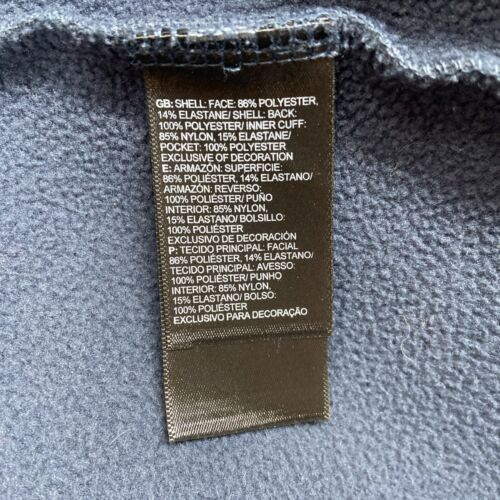 GB: SHELL: FACE: 86% POLYESTER,
14% ELASTANE/ SHELL: BACK:
100% POLYESTER/ INNER CUFF:
85% NYLON, 15% ELASTANE/
POCKET: 100% POLYESTER
EXCLUSIVE OF DECORATION
E: ARMAZÓN: SUPERFICIE:
86% POLIÉSTER, 14% ELASTANO/
ARMAZÓN: REVERSO:
100% POLIÉSTER/ PUÑO
INTERIOR: 85% NYLON,
15% ELASTANO/ BOLSILLO:
100% POLIÉSTER
EXCLUSIVO DE DECORACIÓN
P: TECIDO PRINCIPAL: FACIAL
86% POLIÉSTER, 14% ELASTANO/
TECIDO PRINCIPAL: AVESSO:
100% POLIÉSTER/ PUNHO
INTERIOR: 85% NYLON,
15% ELASTANO/ BOLSO:
100% POLIÉSTER
EXCLUSIVO PARA DECORAÇÃO